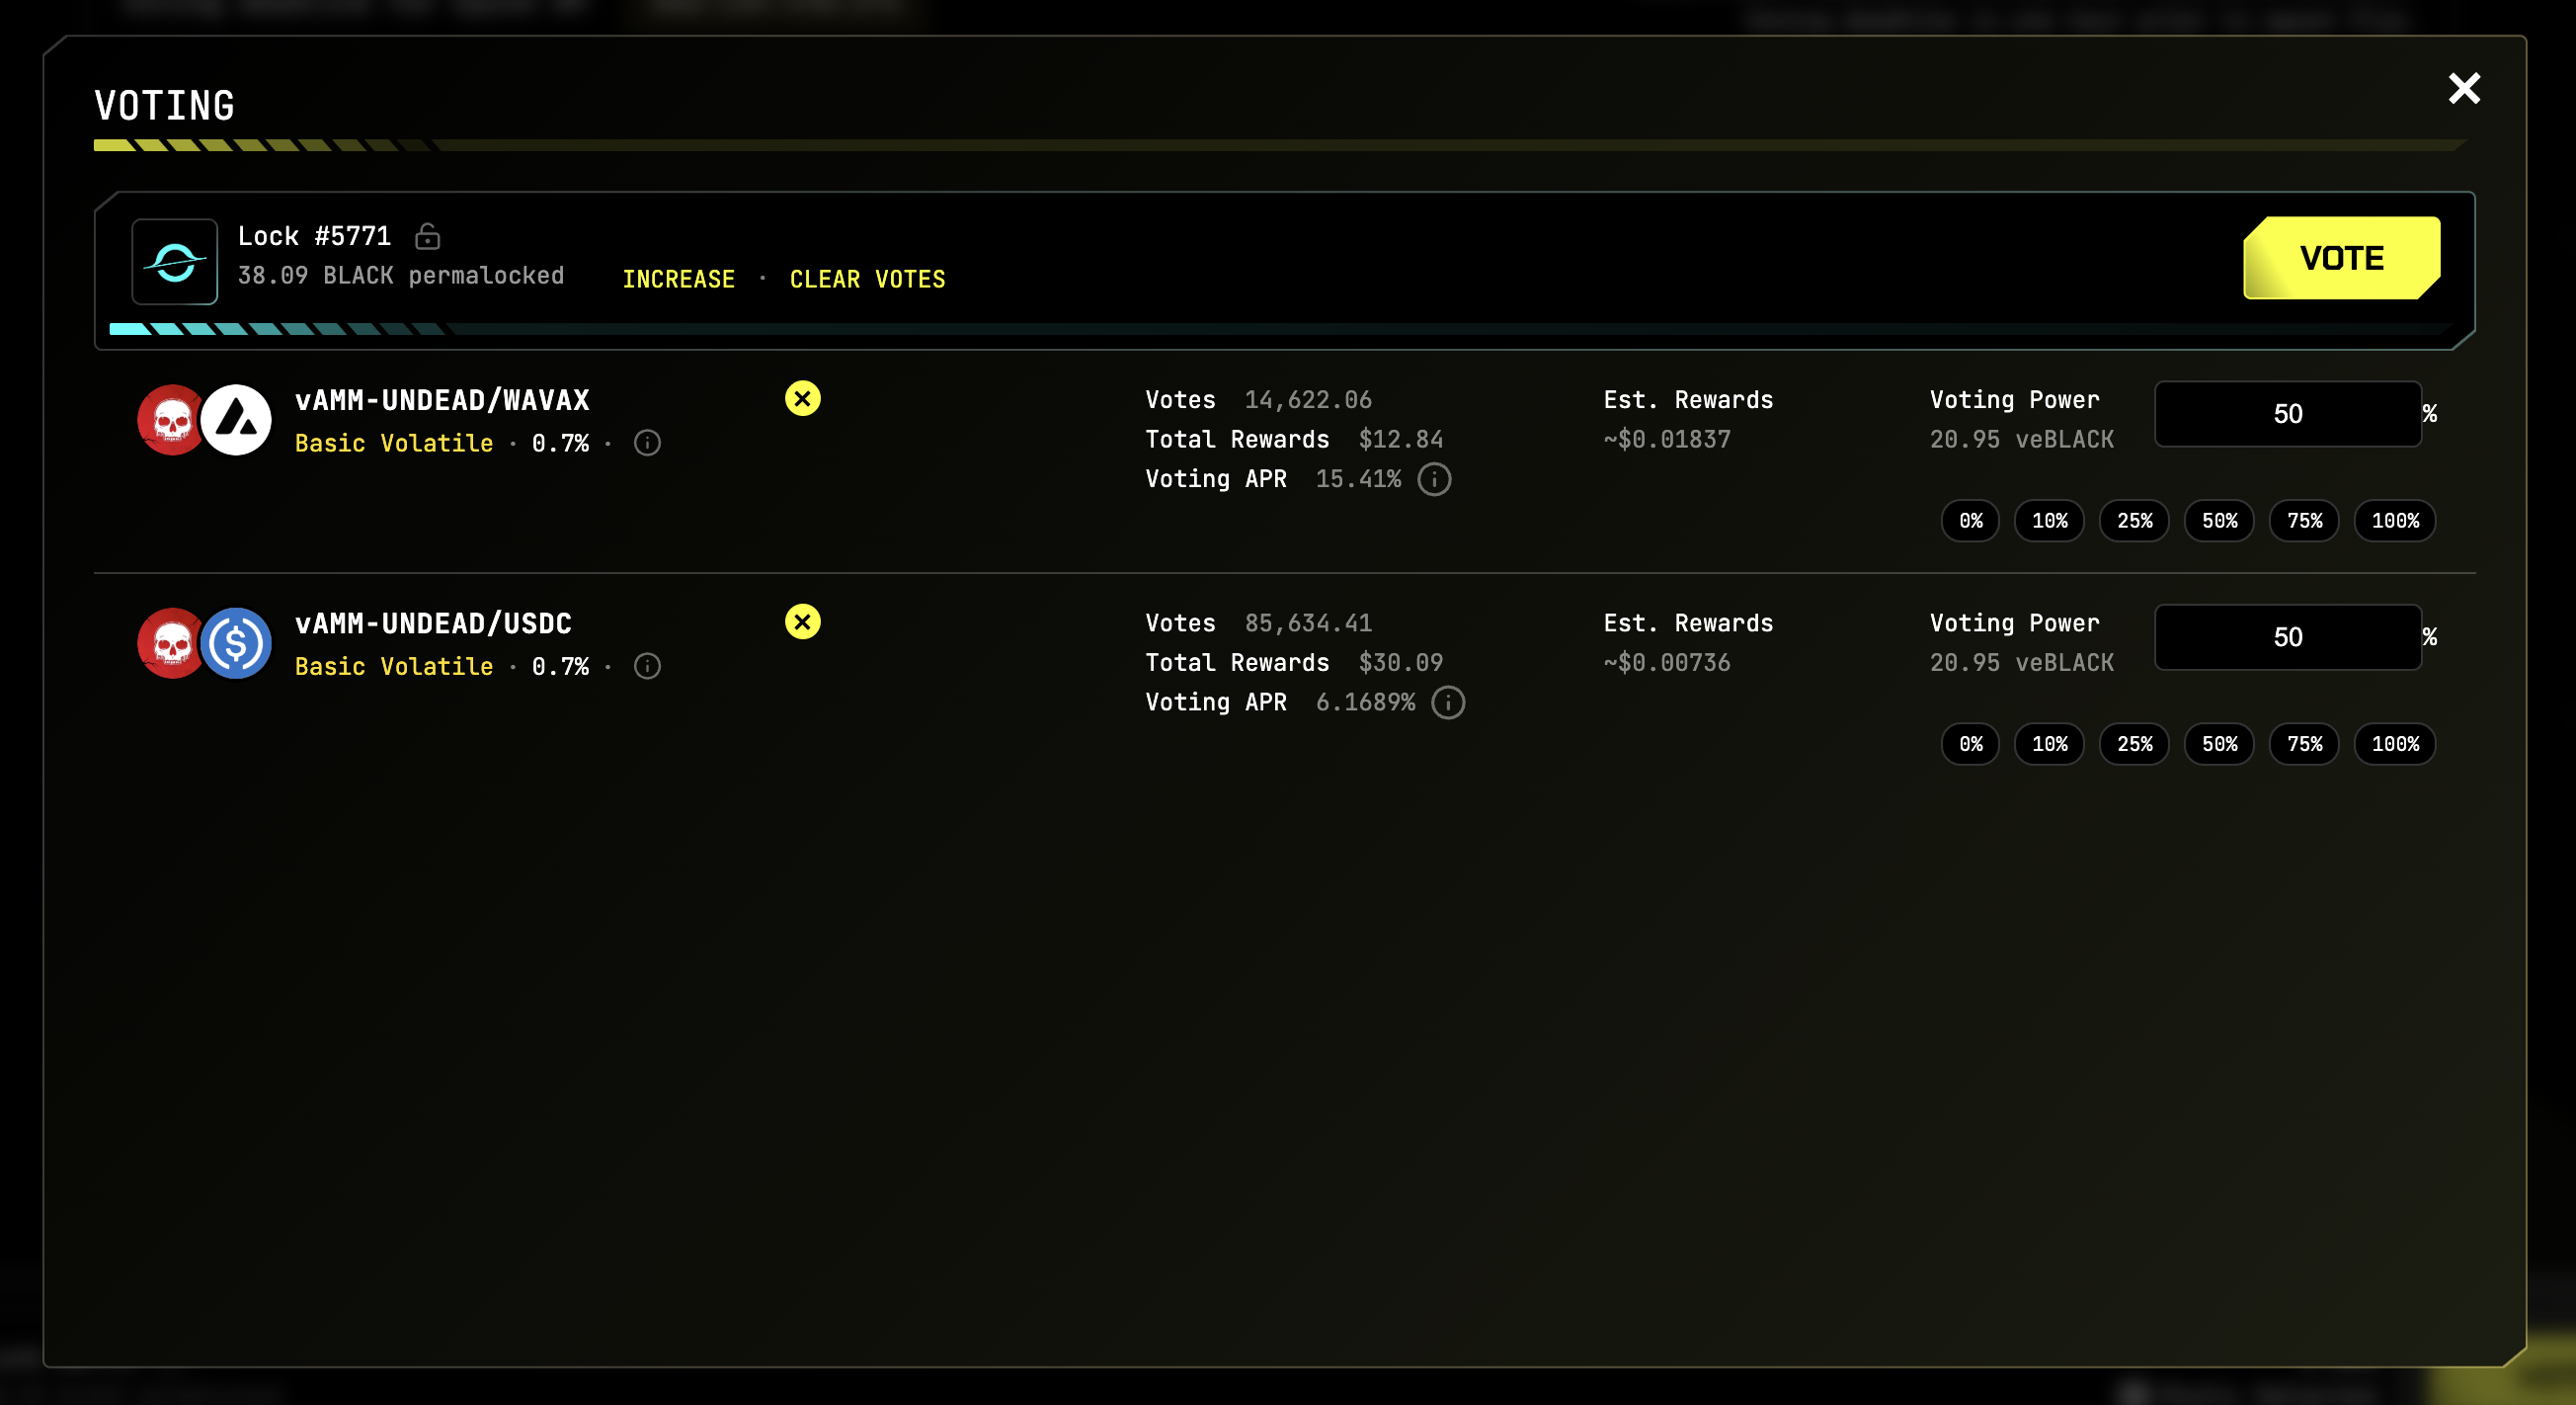 VOTING
Lock #5771
38.09 BLACK permalocked
INCREASE · CLEAR VOTES
VOTE
vAMM-UNDEAD/WAVAX
Basic Volatile · 0.7% ·
Votes 14,622.06
Total Rewards $12.84
Voting APR 15.41%
Est. Rewards
~$0.01837
Voting Power
20.95 veBLACK
50 %
0% 10% 25% 50% 75% 100%
vAMM-UNDEAD/USDC
Basic Volatile · 0.7% ·
Votes 85,634.41
Total Rewards $30.09
Voting APR 6.1689%
Est. Rewards
~$0.00736
Voting Power
20.95 veBLACK
50 %
0% 10% 25% 50% 75% 100%